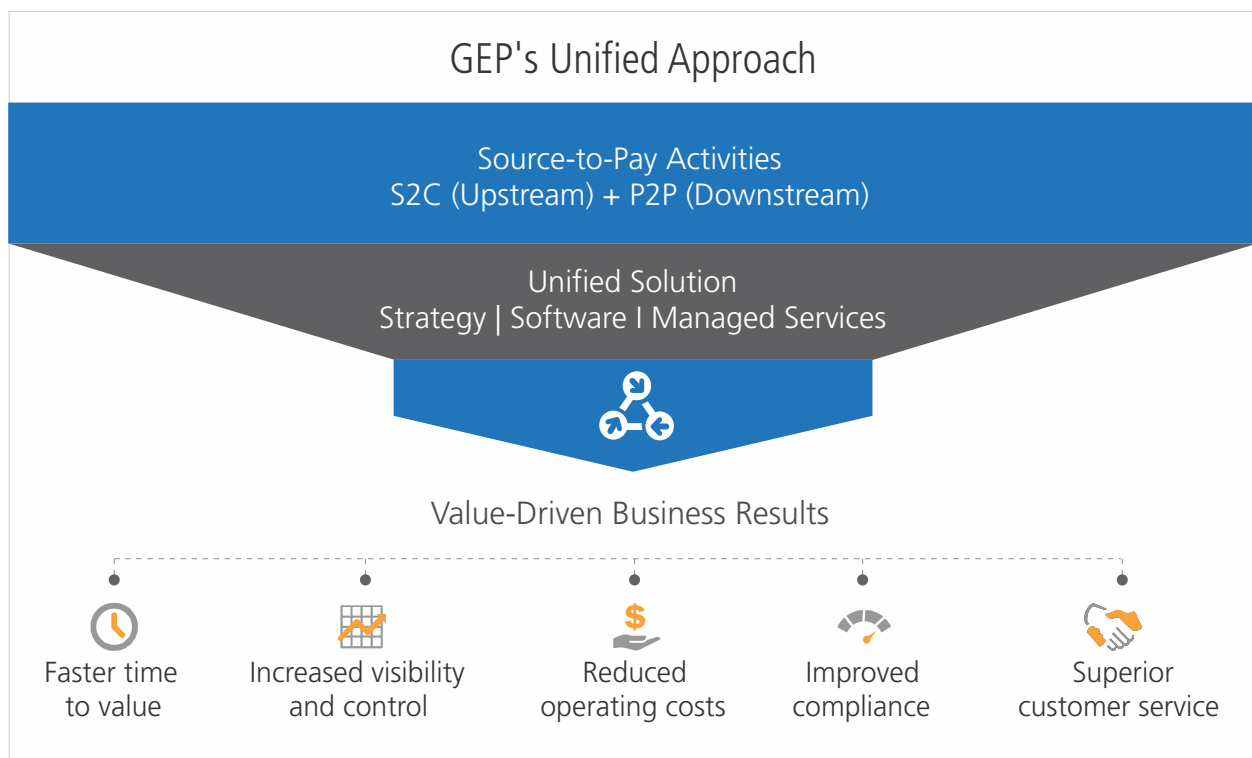 GEP's Unified Approach
Source-to-Pay Activities
S2C (Upstream) + P2P (Downstream)
Unified Solution
Strategy | Software I Managed Services
Value-Driven Business Results
Faster time
to value
Increased visibility
and control
$
Reduced
operating costs
Improved
compliance
Superior
customer service